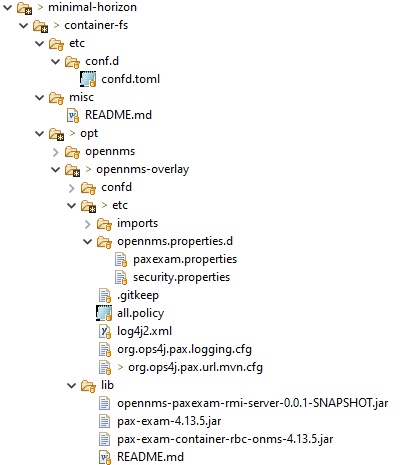 > minimal-horizon
> container-fs
etc
conf.d
confd.toml
misc
README.md
> opt
opennms
> opennms-overlay
> confd
> etc
imports
opennms.properties.d
paxexam.properties
security.properties
.gitkeep
all.policy
log4j2.xml
org.ops4j.pax.logging.cfg
> org.ops4j.pax.url.mvn.cfg
lib
opennms-paxexam-rmi-server-0.0.1-SNAPSHOT.jar
pax-exam-4.13.5.jar
pax-exam-container-rbc-onms-4.13.5.jar
README.md